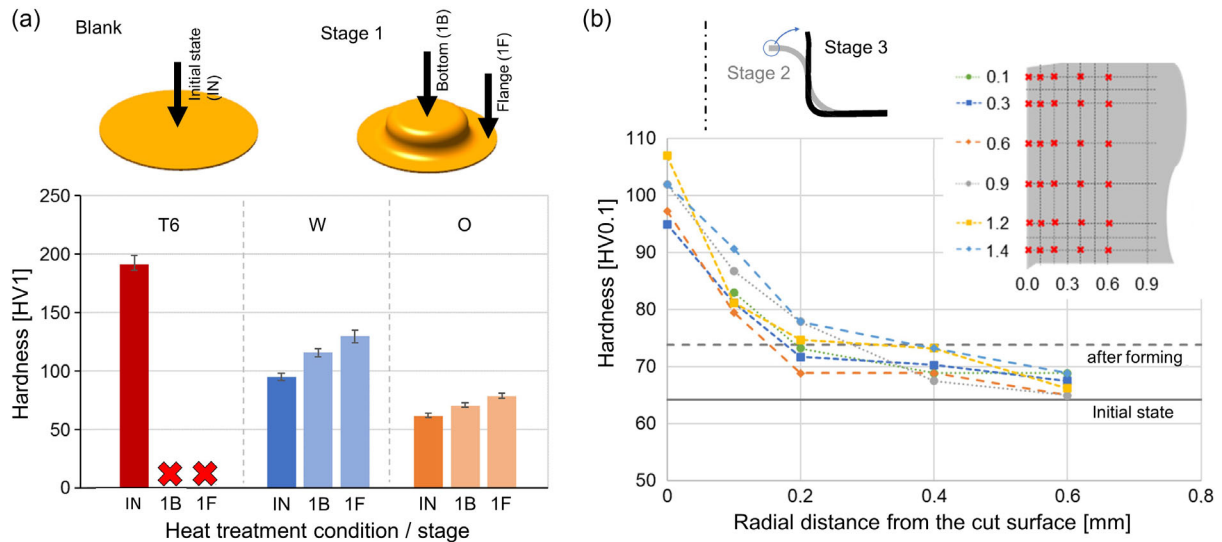 (a)
Blank
Stage 1
Initial state
(IN)
Bottom (1B)
Flange (1F)
250
200
150
100
50
0
Hardness [HV1]
T6
W
O
IN
1B
1F
IN
1B
1F
IN
1B
1F
Heat treatment condition / stage
(b)
Stage 3
Stage 2
0.1
0.3
0.6
0.9
1.2
1.4
0.0
0.3
0.6
0.9
110
100
90
80
70
60
50
Hardness [HV0.1]
after forming
Initial state
0
0.2
0.4
0.6
0.8
Radial distance from the cut surface [mm]